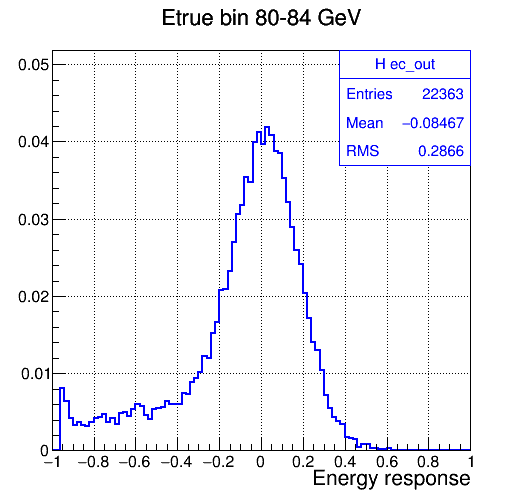 Etrue bin 80-84 GeV
H ec_out
Entries 22363
Mean −0.08467
RMS 0.2866
0.05
0.04
0.03
0.02
0.01
0
−1 −0.8 −0.6 −0.4 −0.2 0 0.2 0.4 0.6 0.8 1
Energy response